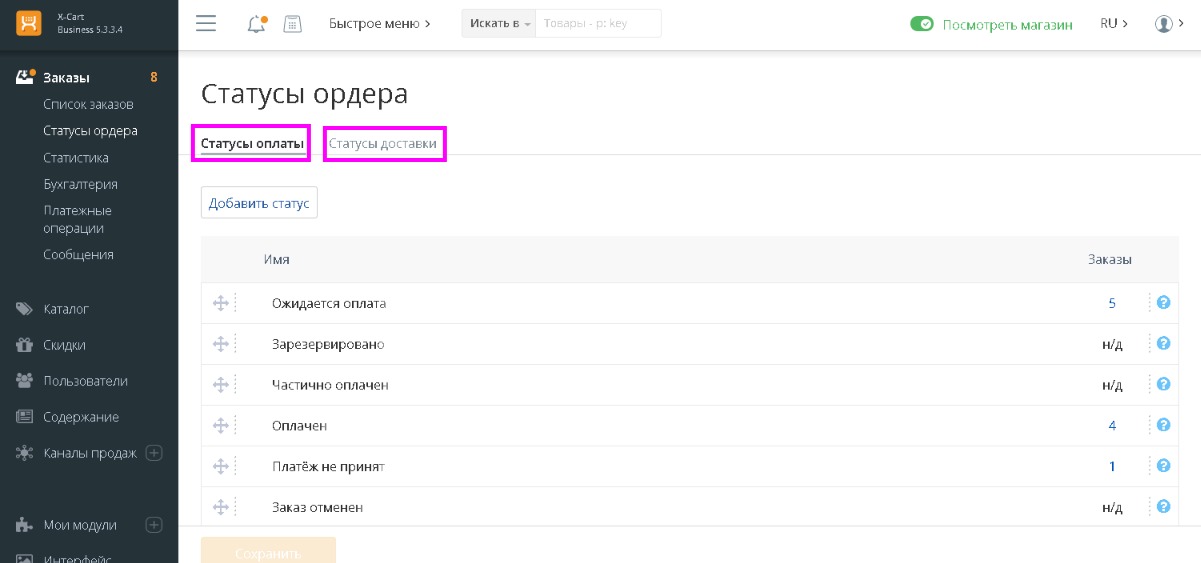 X-Cart
Business 5.3.3.4
Быстрое меню
Искать в
Товары - p: key
Посмотреть магазин
RU
Заказы 8
Список заказов
Статусы ордера
Статистика
Бухгалтерия
Платежные
операции
Сообщения
Каталог
Скидки
Пользователи
Содержание
Каналы продаж
Мои модули
Интерфейс
Статусы ордера
Статусы оплаты
Статусы доставки
Добавить статус
Имя Заказы
Ожидается оплата 5 ?
Зарезервировано н/д ?
Частично оплачен н/д ?
Оплачен 4 ?
Платёж не принят 1 ?
Заказ отменен н/д ?
Сохранить